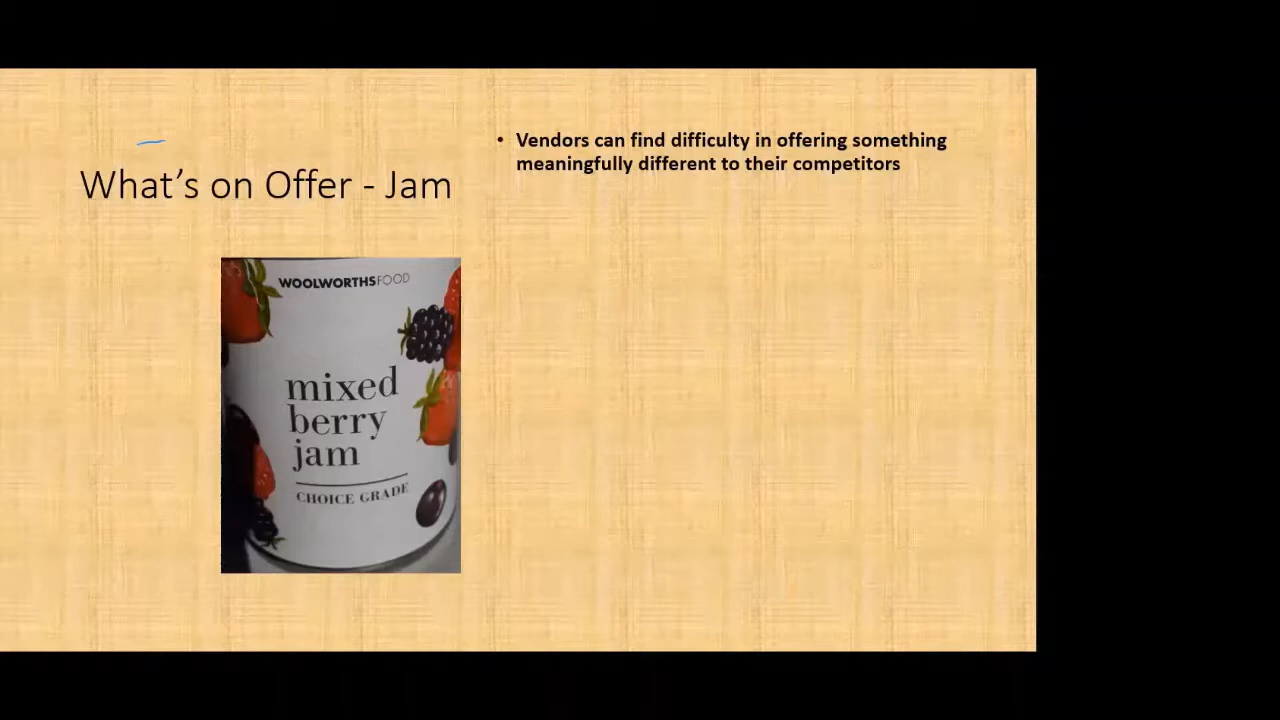 What's on Offer - Jam
• Vendors can find difficulty in offering something
meaningfully different to their competitors
WOOLWORTHSFOOD
mixed
berry
jam
CHOICE GRADE